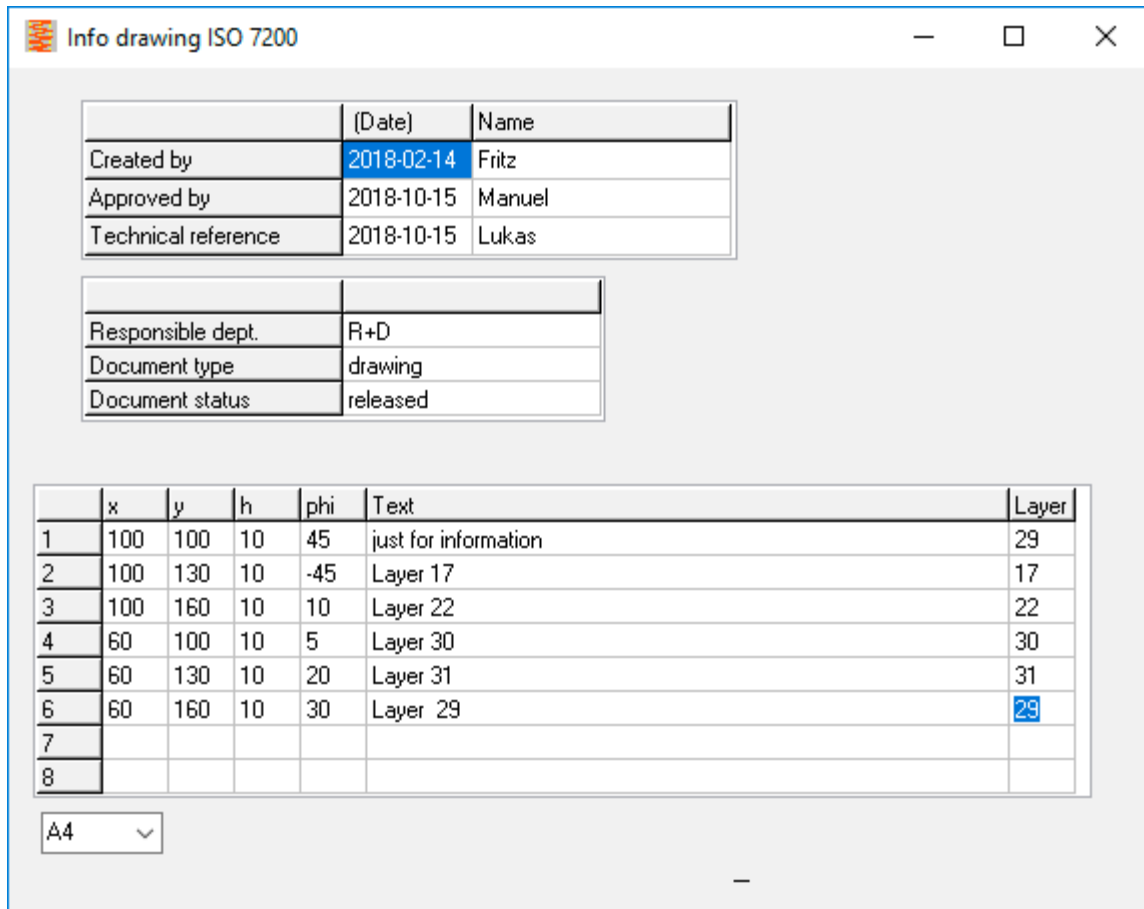 Info drawing ISO 7200
(Date) Name
Created by 2018-02-14 Fritz
Approved by 2018-10-15 Manuel
Technical reference 2018-10-15 Lukas
Responsible dept. R+D
Document type drawing
Document status released
x y h phi Text Layer
1 100 100 10 45 just for information 29
2 100 130 10 -45 Layer 17 17
3 100 160 10 10 Layer 22 22
4 60 100 10 5 Layer 30 30
5 60 130 10 20 Layer 31 31
6 60 160 10 30 Layer  29 29
7
8
A4